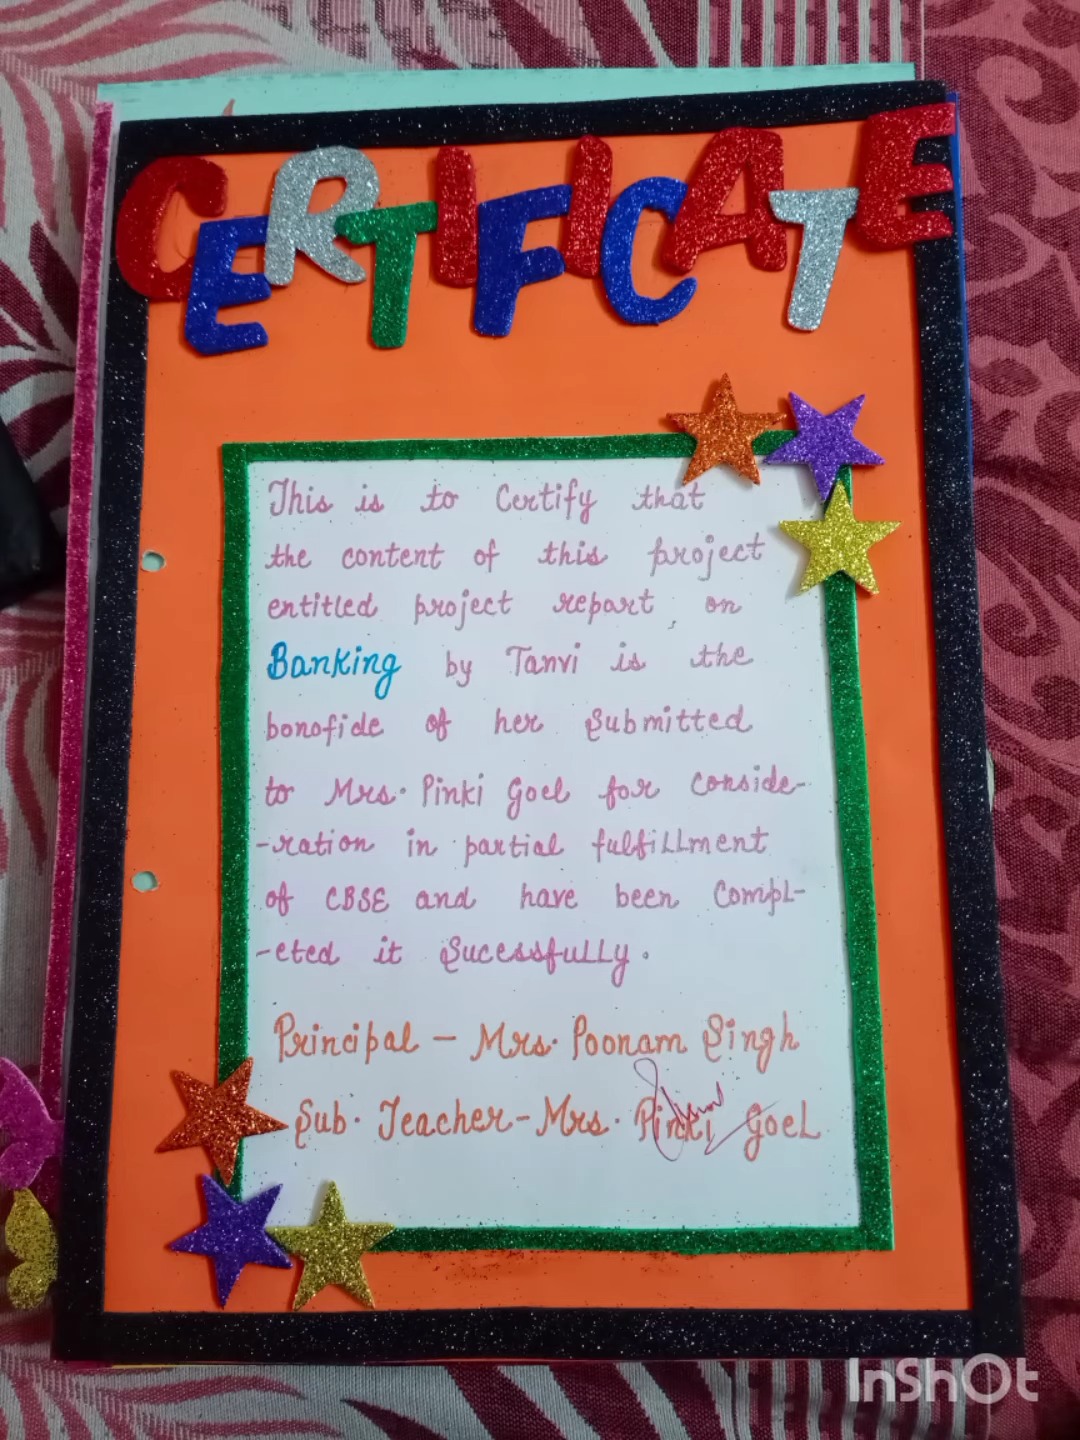 CERTIFICATE
This is to Certify that
the content of this project
entitled project report on
Banking by Tanvi is the
bonofide of her Submitted
to Mrs. Pinki Goel for conside-
-ration in partial fulfillment
of CBSE and have been Compl-
-eted it Sucessfully.
Principal - Mrs. Poonam Singh
Sub. Teacher - Mrs. Pinki Goel
InShOt